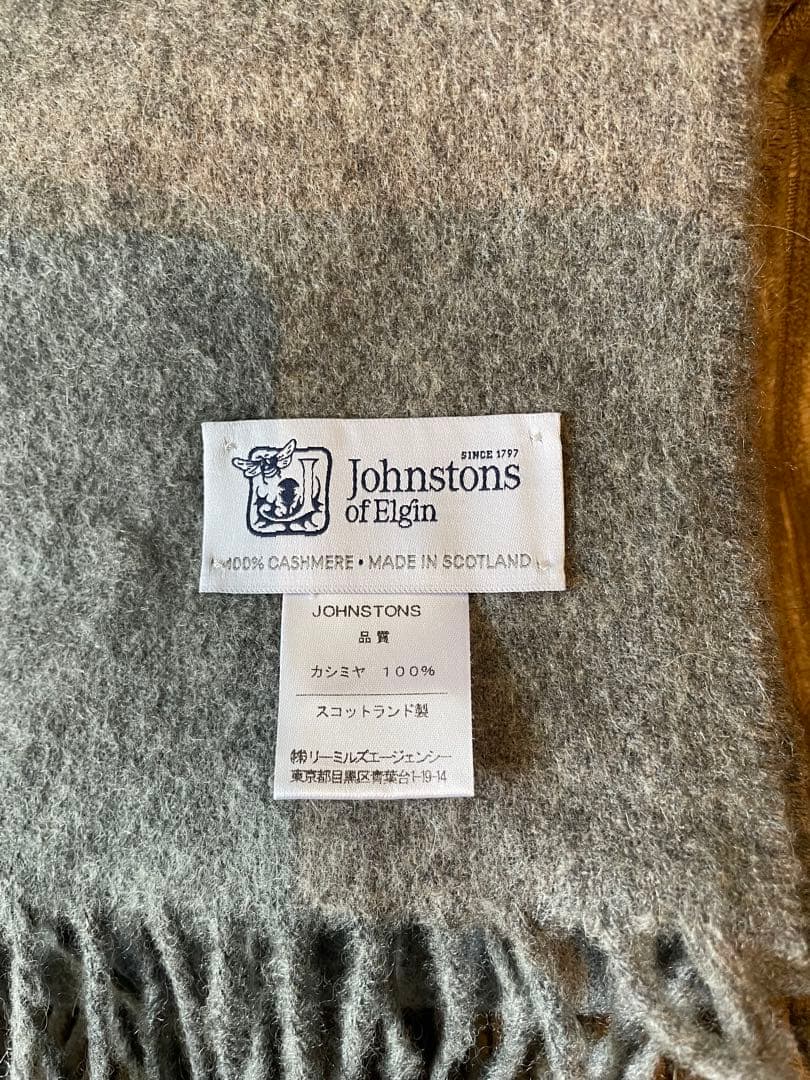 SINCE 1797
Johnstons
of Elgin
100% CASHMERE • MADE IN SCOTLAND
JOHNSTONS
品質
カシミヤ 100%
スコットランド製
㈱リーミルズエージェンシー
東京都目黒区青葉台1-19-14